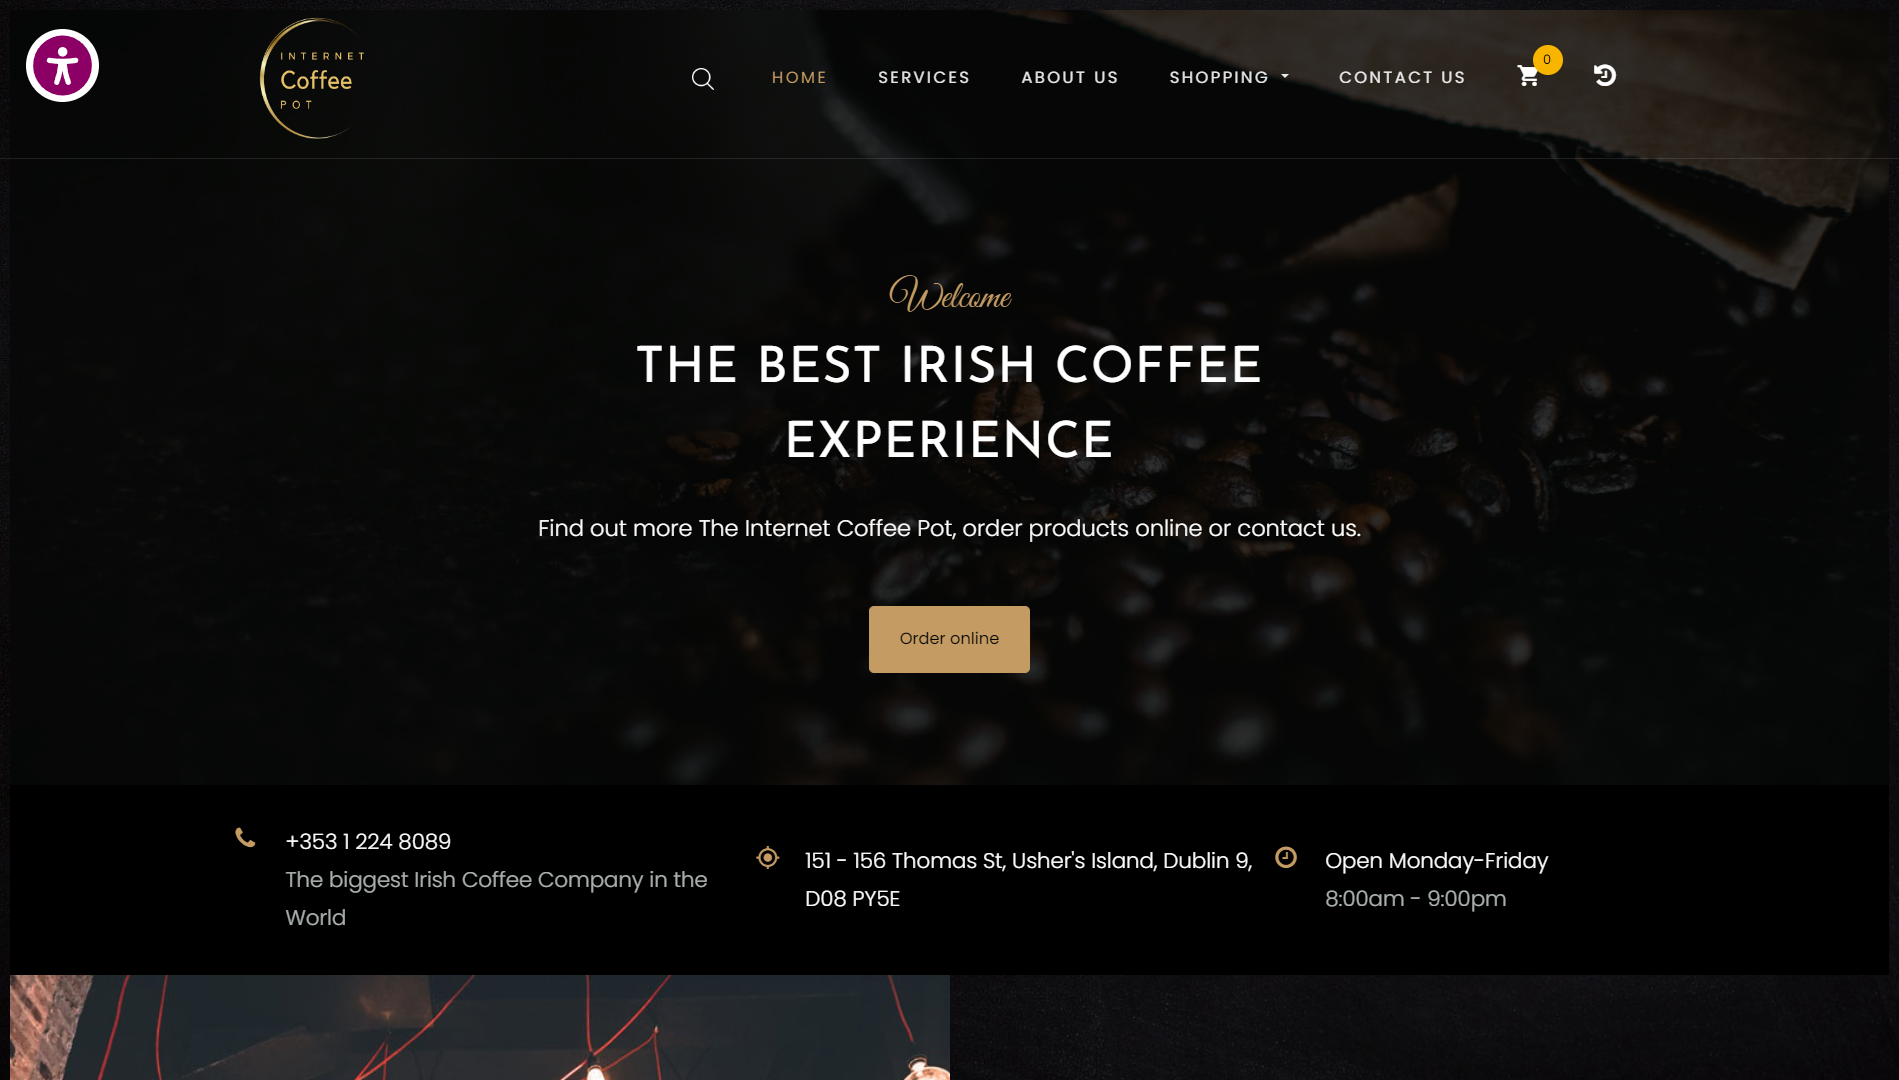 INTERNET
Coffee
POT
HOME
SERVICES
ABOUT US
SHOPPING
CONTACT US
0
Welcome
THE BEST IRISH COFFEE
EXPERIENCE
Find out more The Internet Coffee Pot, order products online or contact us.
Order online
+353 1 224 8089
The biggest Irish Coffee Company in the
World
151 - 156 Thomas St, Usher's Island, Dublin 9,
D08 PY5E
Open Monday-Friday
8:00am - 9:00pm